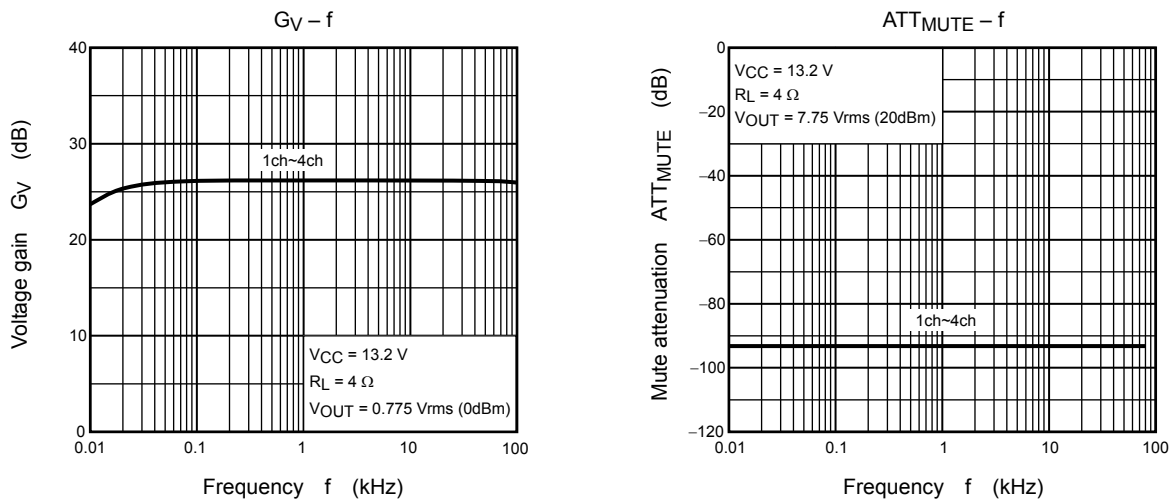 GV – f
40
30
20
10
0
Voltage gain GV (dB)
1ch~4ch
VCC = 13.2 V
RL = 4 Ω
VOUT = 0.775 Vrms (0dBm)
0.01
0.1
1
10
100
Frequency f (kHz)
ATTMUTE – f
0
–20
–40
–60
–80
–100
–120
Mute attenuation ATTMUTE (dB)
VCC = 13.2 V
RL = 4 Ω
VOUT = 7.75 Vrms (20dBm)
1ch~4ch
0.01
0.1
1
10
100
Frequency f (kHz)